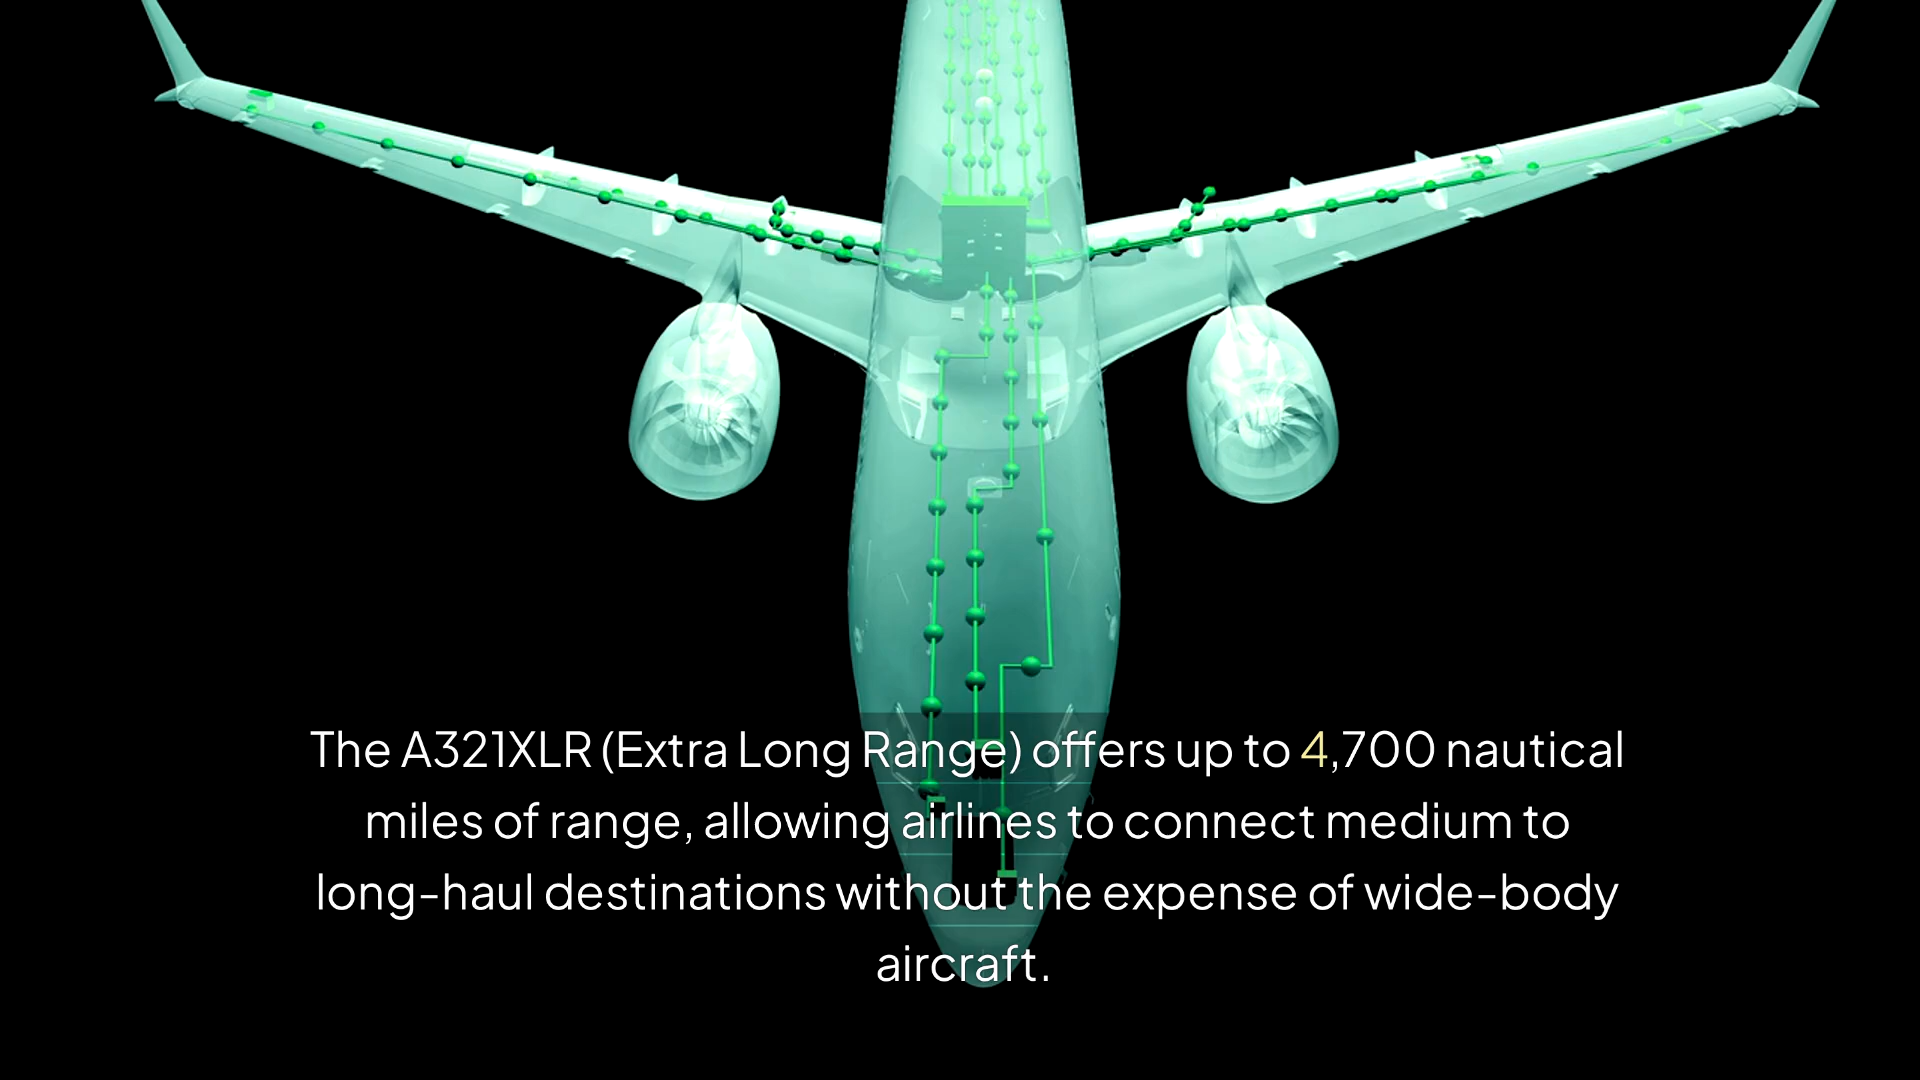 The A321XLR (Extra Long Range) offers up to 4,700 nautical
miles of range, allowing airlines to connect medium to
long-haul destinations without the expense of wide-body
aircraft.